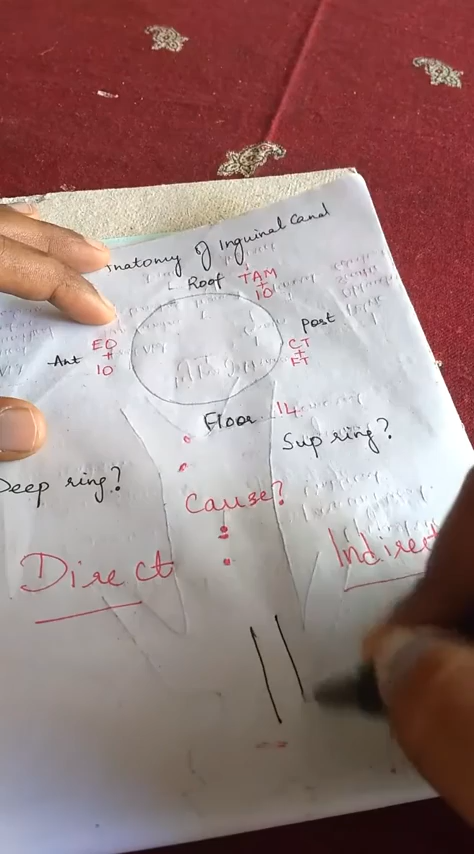 Anatomy of Inguinal Canal
Roof TAM
+
IO
Ant EO
+
IO
Post
CT
+
FT
Floor 14
Sup ring?
Deep ring?
Cause?
Direct
Indirect